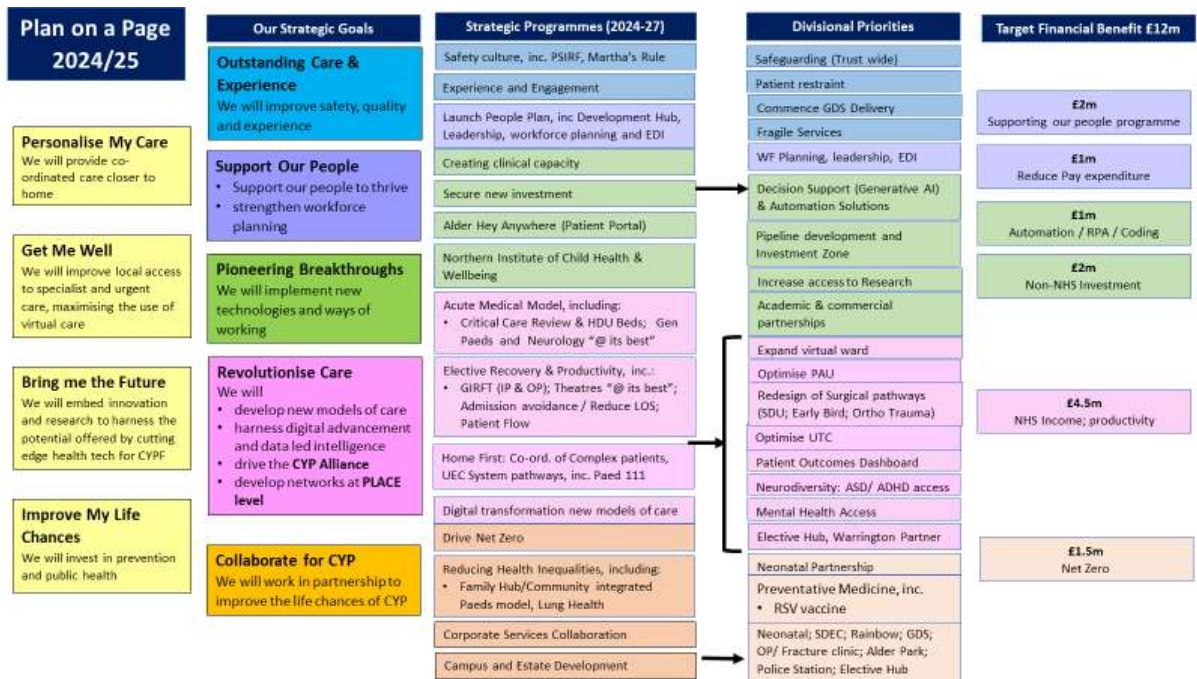 Plan on a Page
2024/25
Personalise My Care
We will provide co-
ordinated care closer to
home
Get Me Well
We will improve local access
to specialist and urgent
care, maximising the use of
virtual care
Bring me the Future
We will embed innovation
and research to harness the
potential offered by cutting
edge health tech for CYPF
Improve My Life
Chances
We will invest in prevention
and public health
Our Strategic Goals
Outstanding Care &
Experience
We will improve safety, quality
and experience
Support Our People
• Support our people to thrive
• strengthen workforce
planning
Pioneering Breakthroughs
We will implement new
technologies and ways of
working
Revolutionise Care
We will
• develop new models of care
• harness digital advancement
and data led intelligence
• drive the CYP Alliance
• develop networks at PLACE
level
Collaborate for CYP
We will work in partnership to
improve the life chances of CYP
Strategic Programmes (2024-27)
Safety culture, inc. PSIRF, Martha's Rule
Experience and Engagement
Launch People Plan, inc Development Hub,
Leadership, workforce planning and EDI
Creating clinical capacity
Secure new investment
Alder Hey Anywhere (Patient Portal)
Northern Institute of Child Health &
Wellbeing
Acute Medical Model, including:
• Critical Care Review & HDU Beds; Gen
Paeds and Neurology "@ its best"
Elective Recovery & Productivity, inc.:
• GIRFT (IP & OP); Theatres "@ its best";
Admission avoidance / Reduce LOS;
Patient Flow
Home First: Co-ord. of Complex patients,
UEC System pathways, inc. Paed 111
Digital transformation new models of care
Drive Net Zero
Reducing Health Inequalities, including:
• Family Hub/Community integrated
Paeds model, Lung Health
Corporate Services Collaboration
Campus and Estate Development
Divisional Priorities
Safeguarding (Trust wide)
Patient restraint
Commence GDS Delivery
Fragile Services
WF Planning, leadership, EDI
Decision Support (Generative AI)
& Automation Solutions
Pipeline development and
Investment Zone
Increase access to Research
Academic & commercial
partnerships
Expand virtual ward
Optimise PAU
Redesign of Surgical pathways
(SDU; Early Bird; Ortho Trauma)
Optimise UTC
Patient Outcomes Dashboard
Neurodiversity: ASD/ ADHD access
Mental Health Access
Elective Hub, Warrington Partner
Neonatal Partnership
Preventative Medicine, inc.
• RSV vaccine
Neonatal; SDEC; Rainbow; GDS;
OP/ Fracture clinic; Alder Park;
Police Station; Elective Hub
Target Financial Benefit £12m
£2m
Supporting our people programme
£1m
Reduce Pay expenditure
£1m
Automation / RPA / Coding
£2m
Non-NHS Investment
£4.5m
NHS Income; productivity
£1.5m
Net Zero